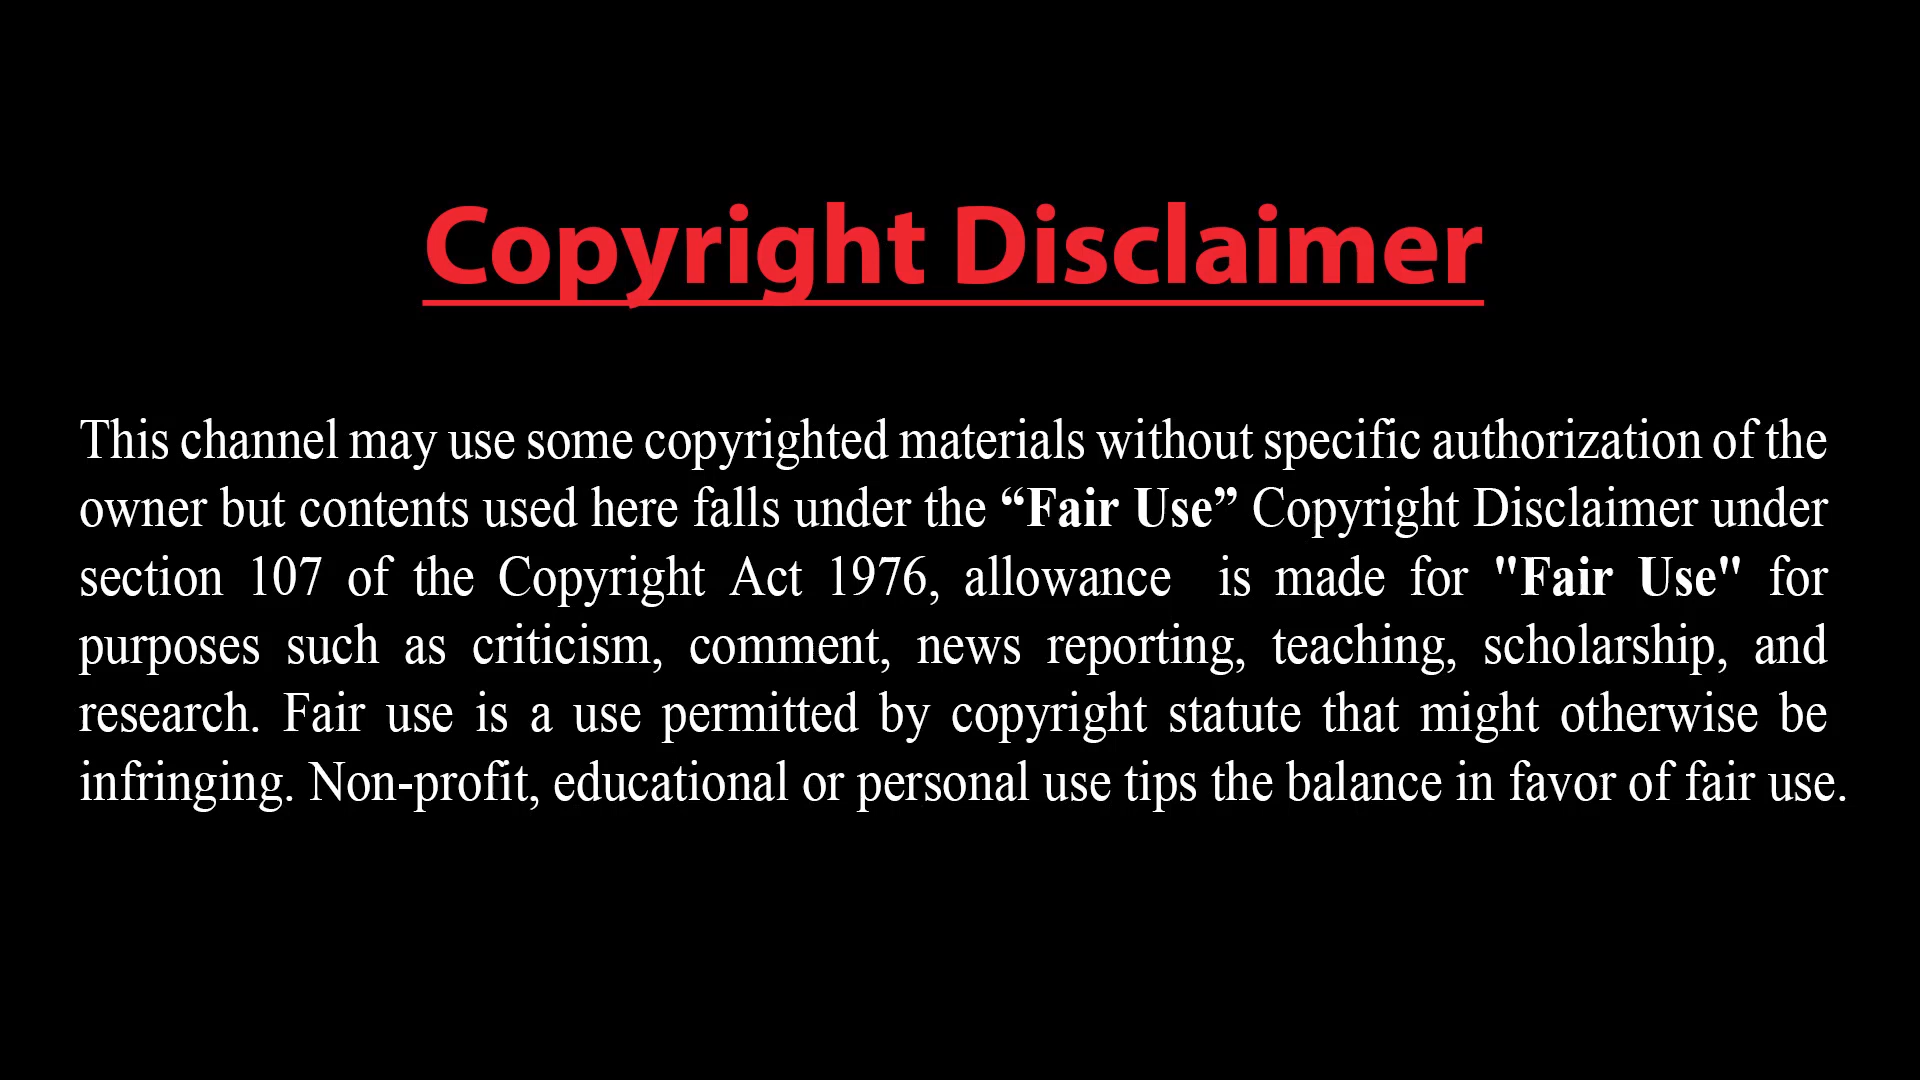 Copyright Disclaimer
This channel may use some copyrighted materials without specific authorization of the
owner but contents used here falls under the “Fair Use” Copyright Disclaimer under
section 107 of the Copyright Act 1976, allowance  is made for "Fair Use" for
purposes such as criticism, comment, news reporting, teaching, scholarship, and
research. Fair use is a use permitted by copyright statute that might otherwise be
infringing. Non-profit, educational or personal use tips the balance in favor of fair use.